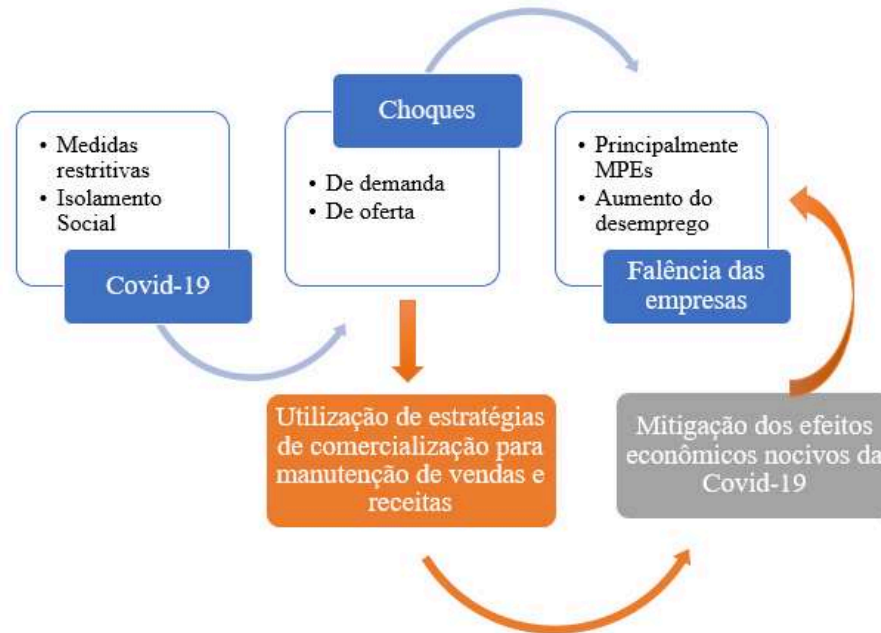 • Medidas
restritivas
• Isolamento
Social
Covid-19
Choques
• De demanda
• De oferta
• Principalmente
MPEs
• Aumento do
desemprego
Falência das
empresas
Utilização de estratégias
de comercialização para
manutenção de vendas e
receitas
Mitigação dos efeitos
econômicos nocivos da
Covid-19